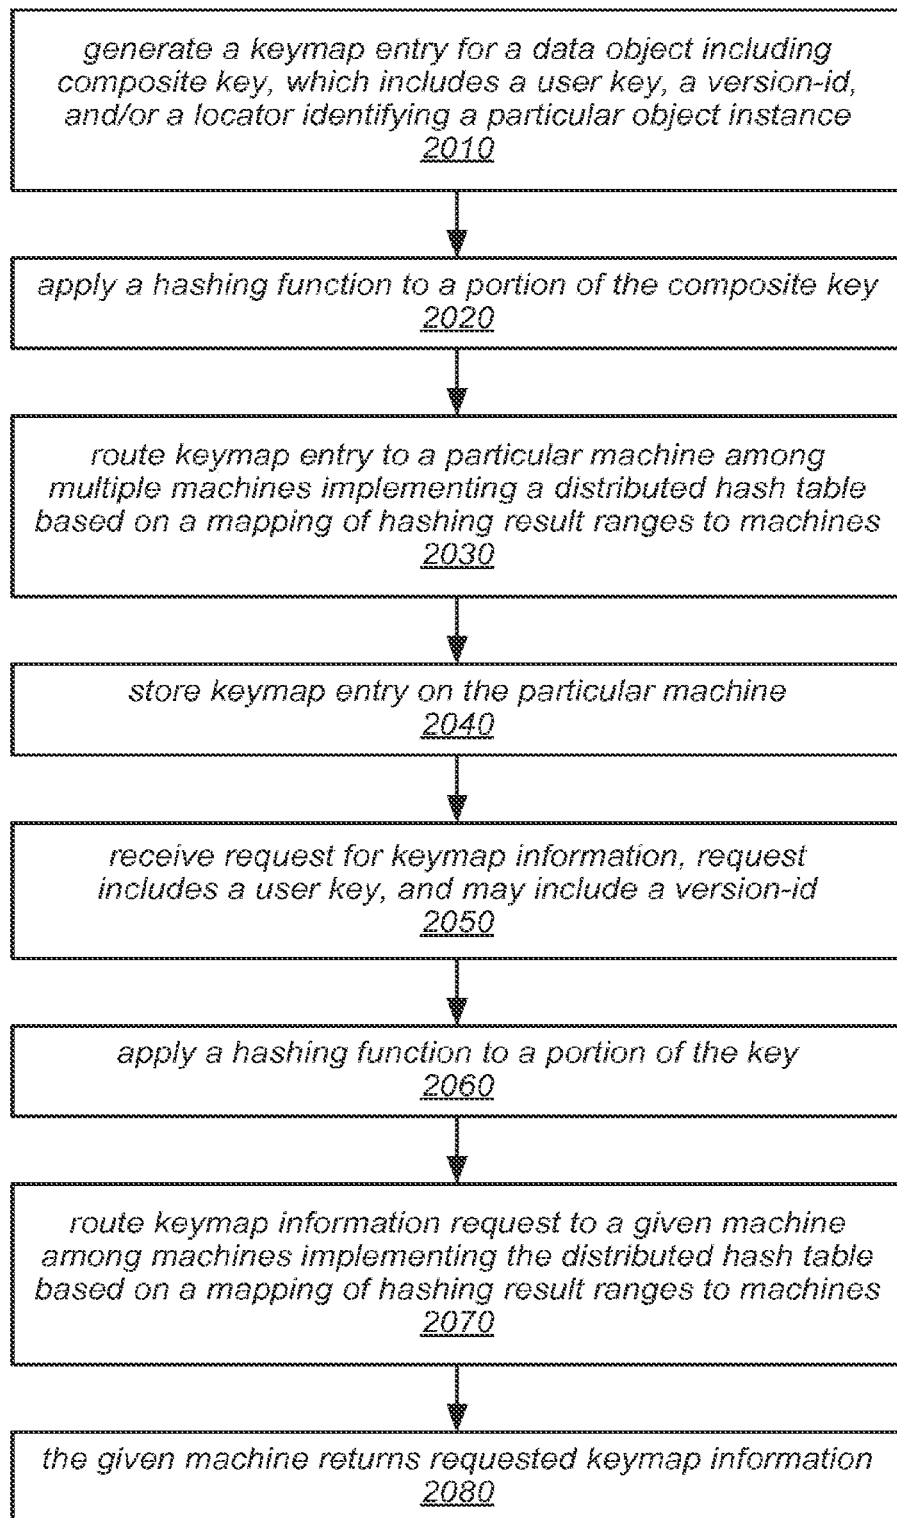 generate a keymap entry for a data object including
composite key, which includes a user key, a version-id,
and/or a locator identifying a particular object instance
2010
apply a hashing function to a portion of the composite key
2020
route keymap entry to a particular machine among
multiple machines implementing a distributed hash table
based on a mapping of hashing result ranges to machines
2030
store keymap entry on the particular machine
2040
receive request for keymap information, request
includes a user key, and may include a version-id
2050
apply a hashing function to a portion of the key
2060
route keymap information request to a given machine
among machines implementing the distributed hash table
based on a mapping of hashing result ranges to machines
2070
the given machine returns requested keymap information
2080